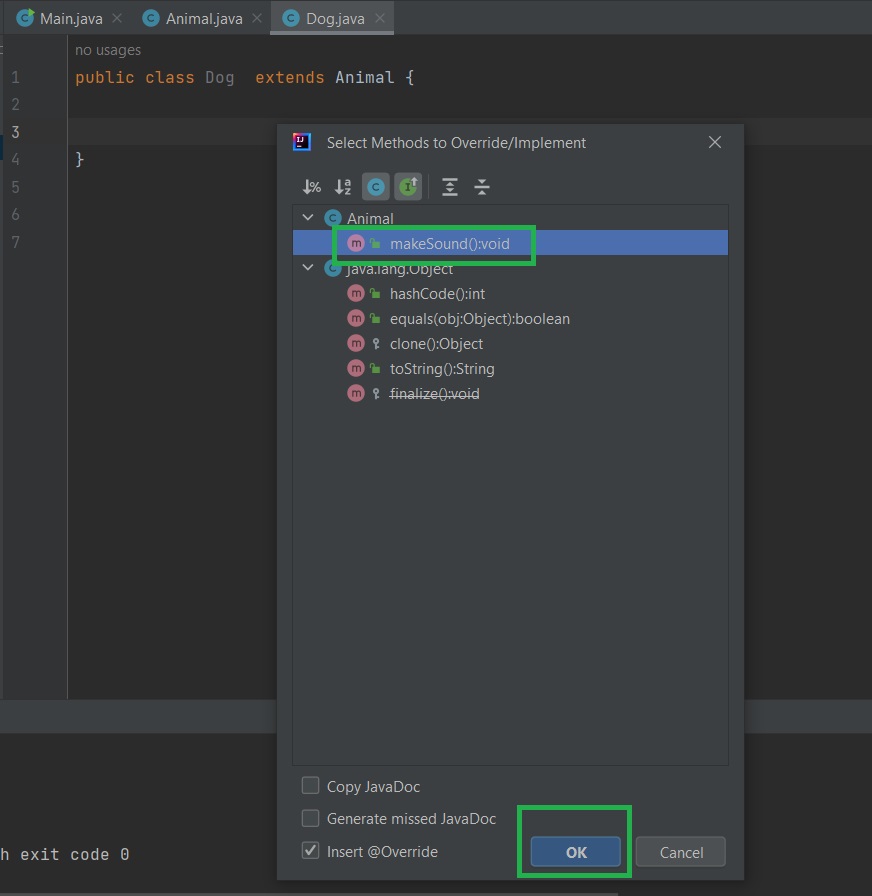 Main.java Animal.java Dog.java
no usages
1 public class Dog extends Animal {
2
3
4 }
5
6
7
Select Methods to Override/Implement
Animal
makeSound():void
java.lang.Object
hashCode():int
equals(obj:Object):boolean
clone():Object
toString():String
finalize():void
Copy JavaDoc
Generate missed JavaDoc
Insert @Override
OK Cancel
h exit code 0